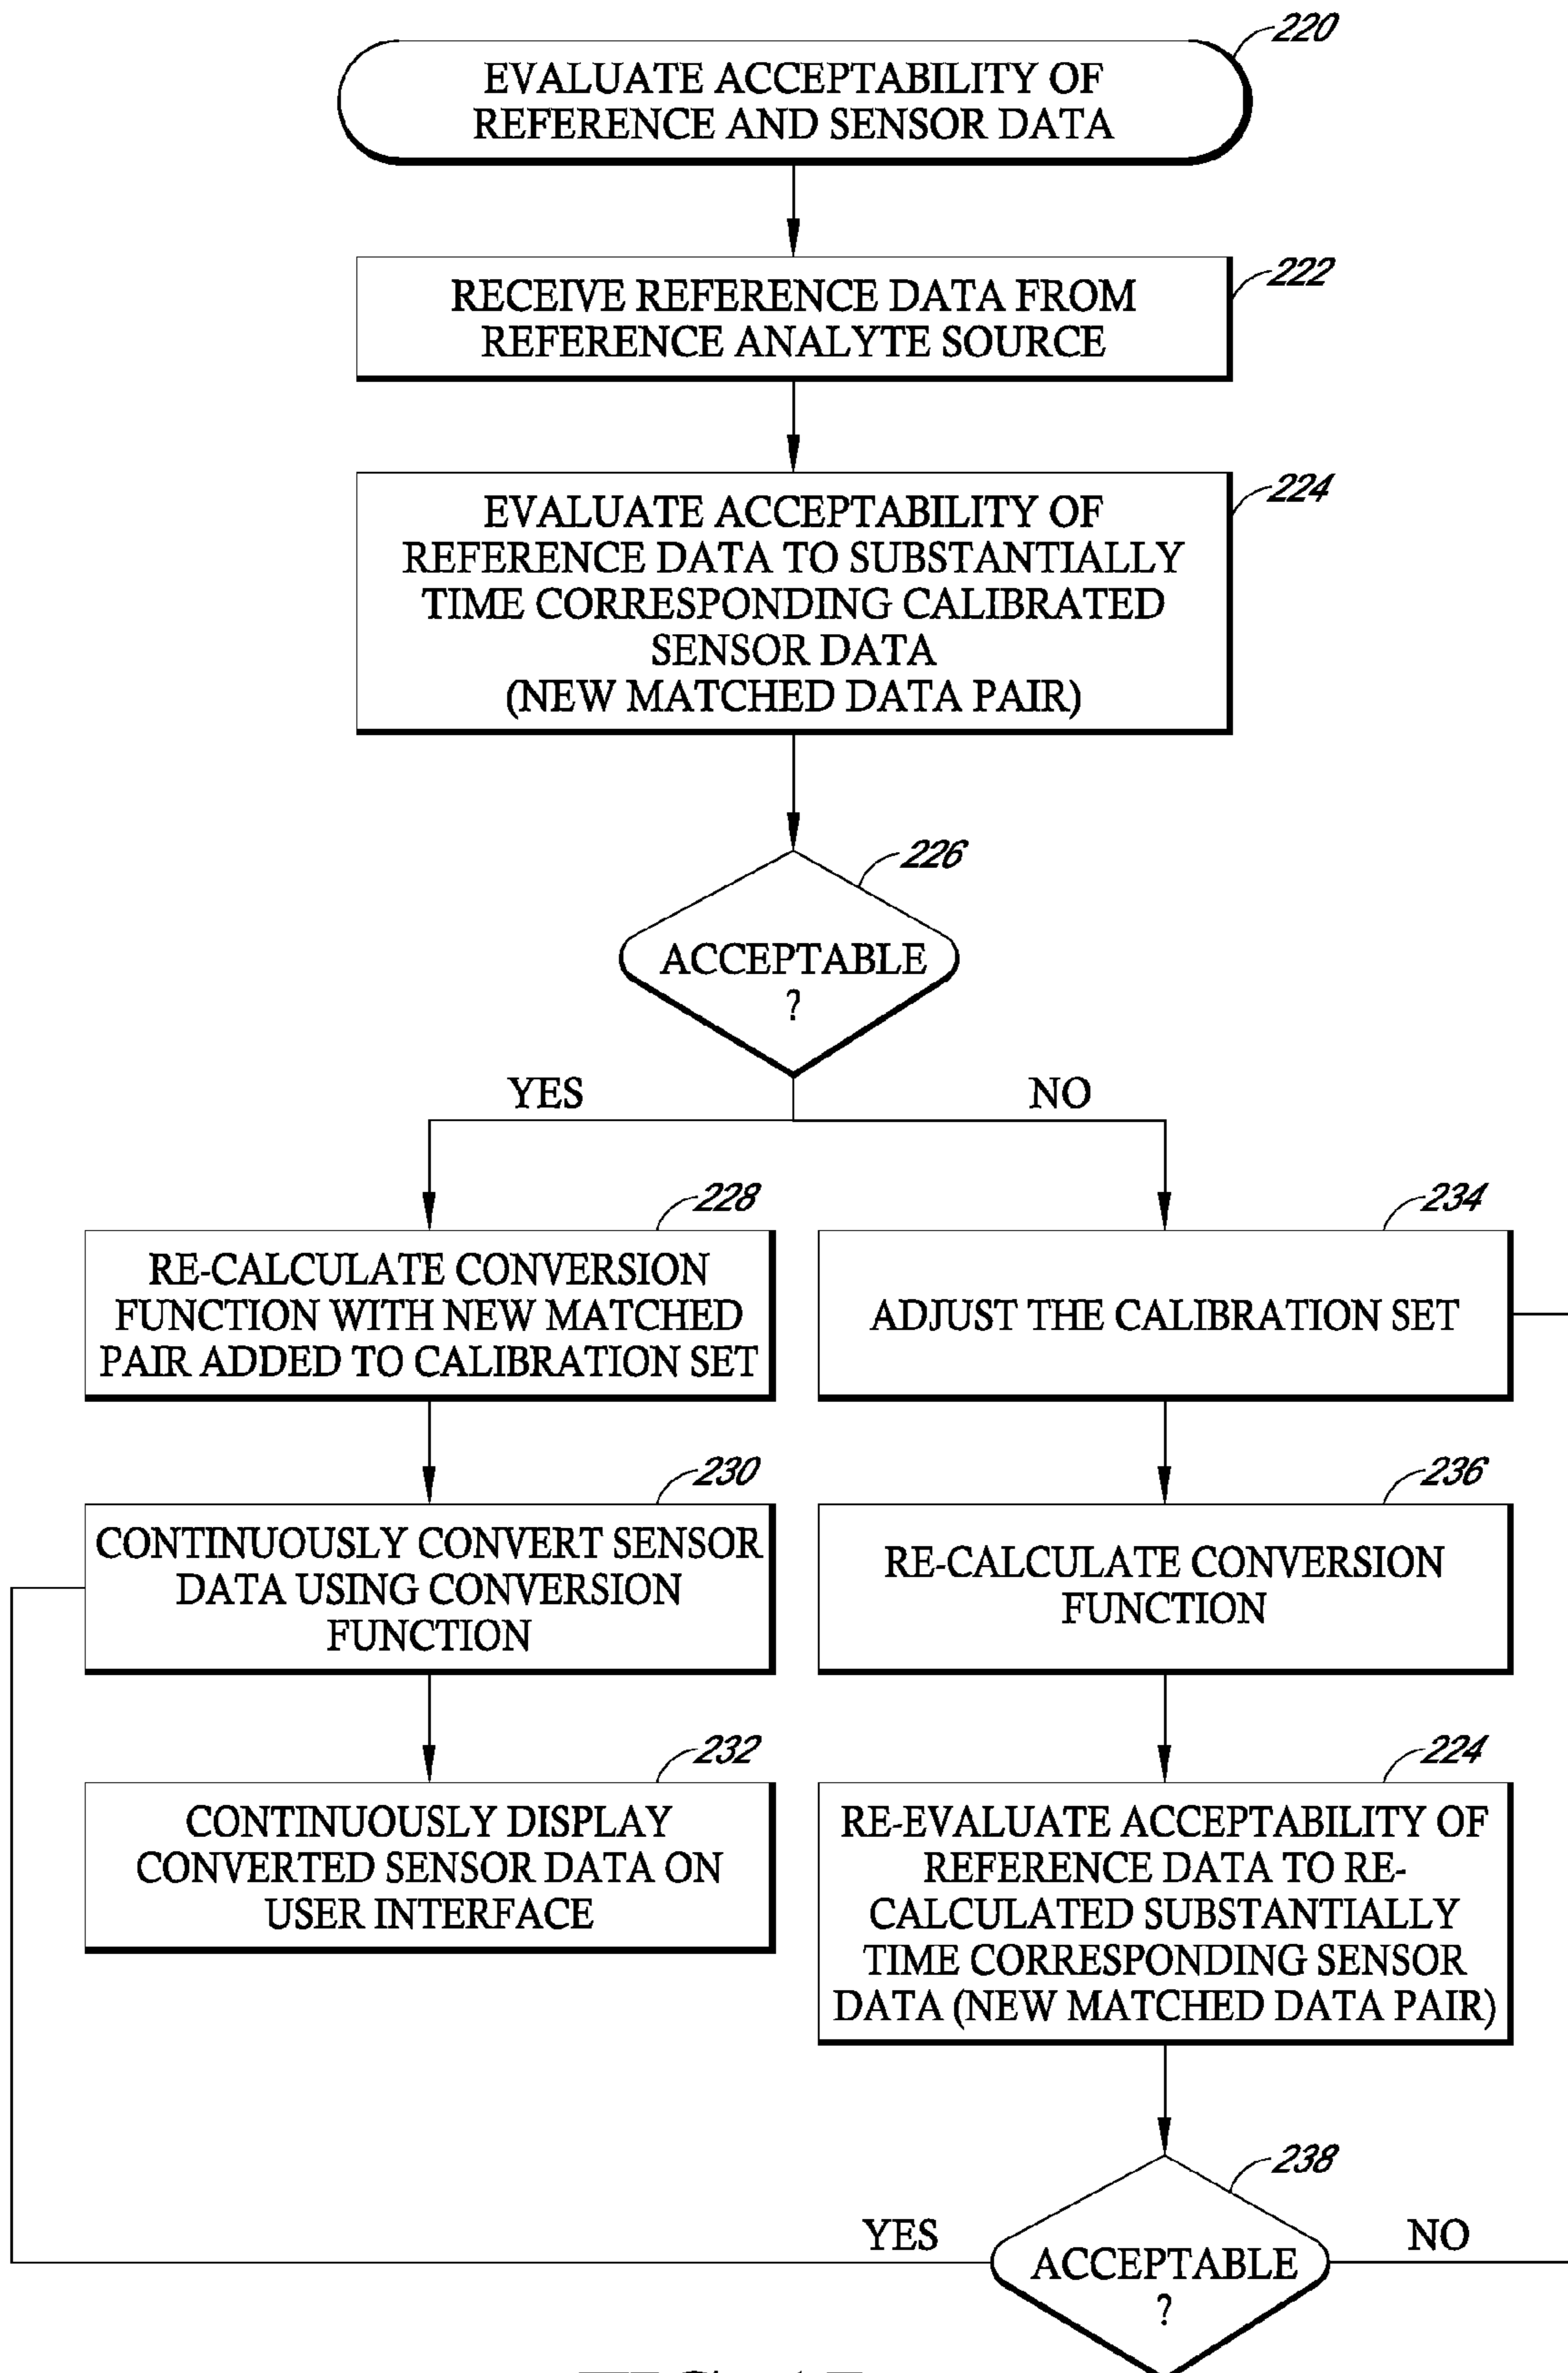 220
EVALUATE ACCEPTABILITY OF
REFERENCE AND SENSOR DATA
222
RECEIVE REFERENCE DATA FROM
REFERENCE ANALYTE SOURCE
224
EVALUATE ACCEPTABILITY OF
REFERENCE DATA TO SUBSTANTIALLY
TIME CORRESPONDING CALIBRATED
SENSOR DATA
(NEW MATCHED DATA PAIR)
226
ACCEPTABLE
?
YES
NO
228
RE-CALCULATE CONVERSION
FUNCTION WITH NEW MATCHED
PAIR ADDED TO CALIBRATION SET
234
ADJUST THE CALIBRATION SET
230
CONTINUOUSLY CONVERT SENSOR
DATA USING CONVERSION
FUNCTION
236
RE-CALCULATE CONVERSION
FUNCTION
232
CONTINUOUSLY DISPLAY
CONVERTED SENSOR DATA ON
USER INTERFACE
224
RE-EVALUATE ACCEPTABILITY OF
REFERENCE DATA TO RE-
CALCULATED SUBSTANTIALLY
TIME CORRESPONDING SENSOR
DATA (NEW MATCHED DATA PAIR)
238
YES
ACCEPTABLE
?
NO